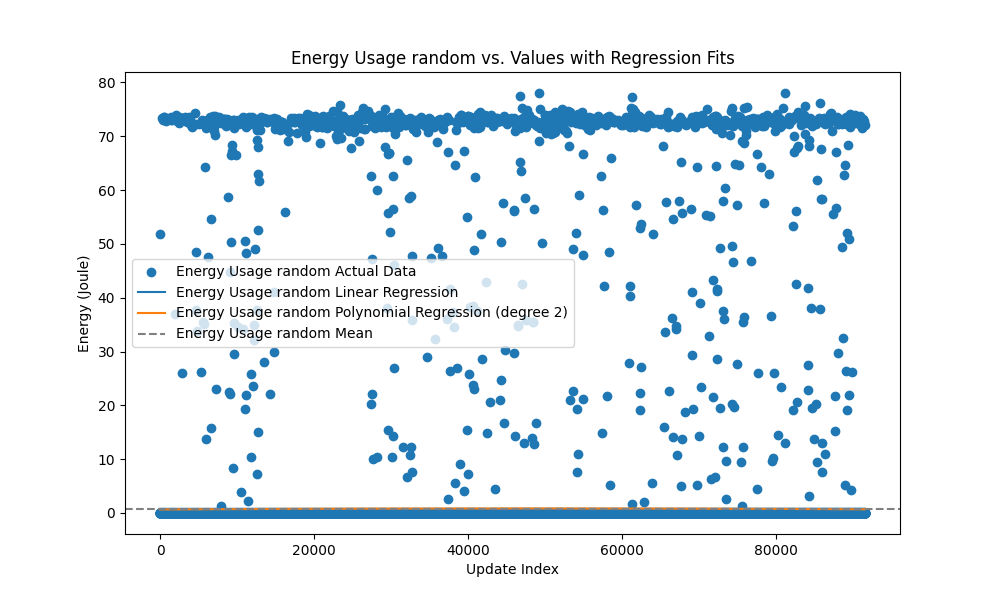 Energy Usage random vs. Values with Regression Fits
80
70
60
50
40
30
20
10
0
Energy (Joule)
Energy Usage random Actual Data
Energy Usage random Linear Regression
Energy Usage random Polynomial Regression (degree 2)
Energy Usage random Mean
0 20000 40000 60000 80000
Update Index